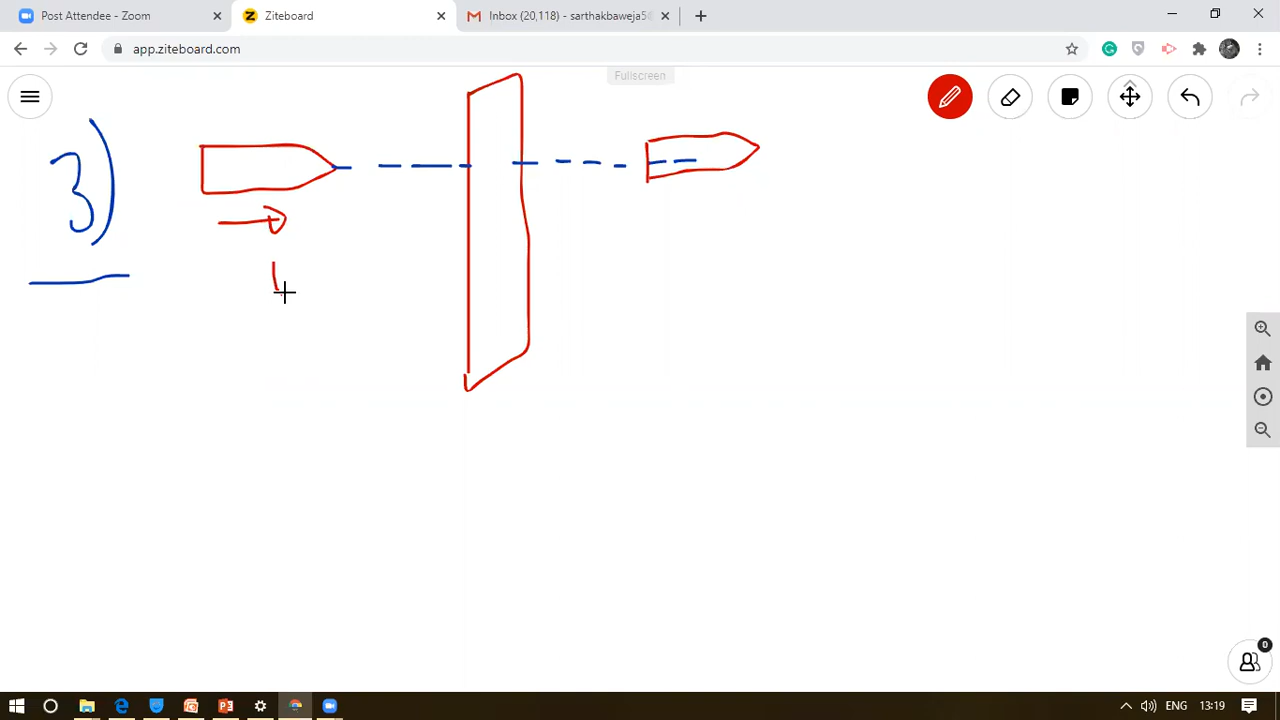 Post Attendee - Zoom
Ziteboard
Inbox (20,118) - sarthakbaweja5
app.ziteboard.com
Fullscreen
3)
0
ENG
13:19